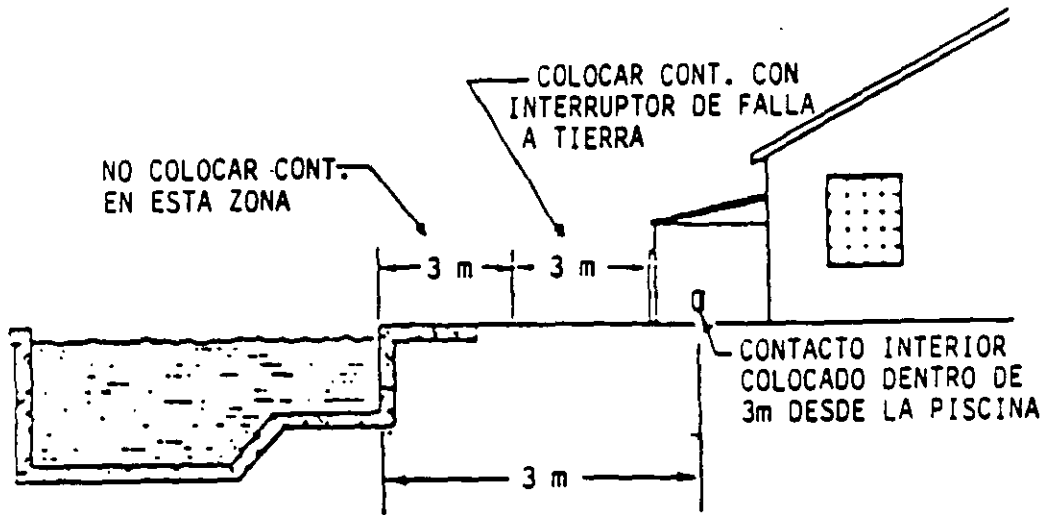 COLOCAR CONT. CON
INTERRUPTOR DE FALLA
A TIERRA
NO COLOCAR CONT.
EN ESTA ZONA
3 m
3 m
CONTACTO INTERIOR
COLOCADO DENTRO DE
3m DESDE LA PISCINA
3 m